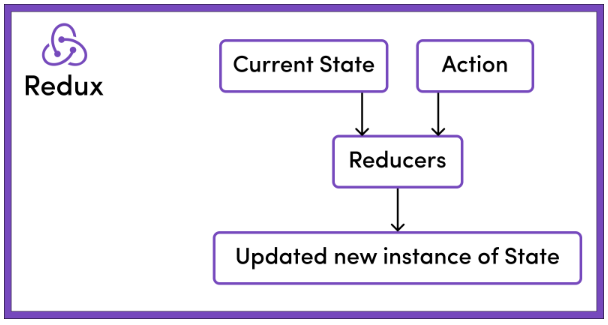 Redux
Current State
Action
Reducers
Updated new instance of State